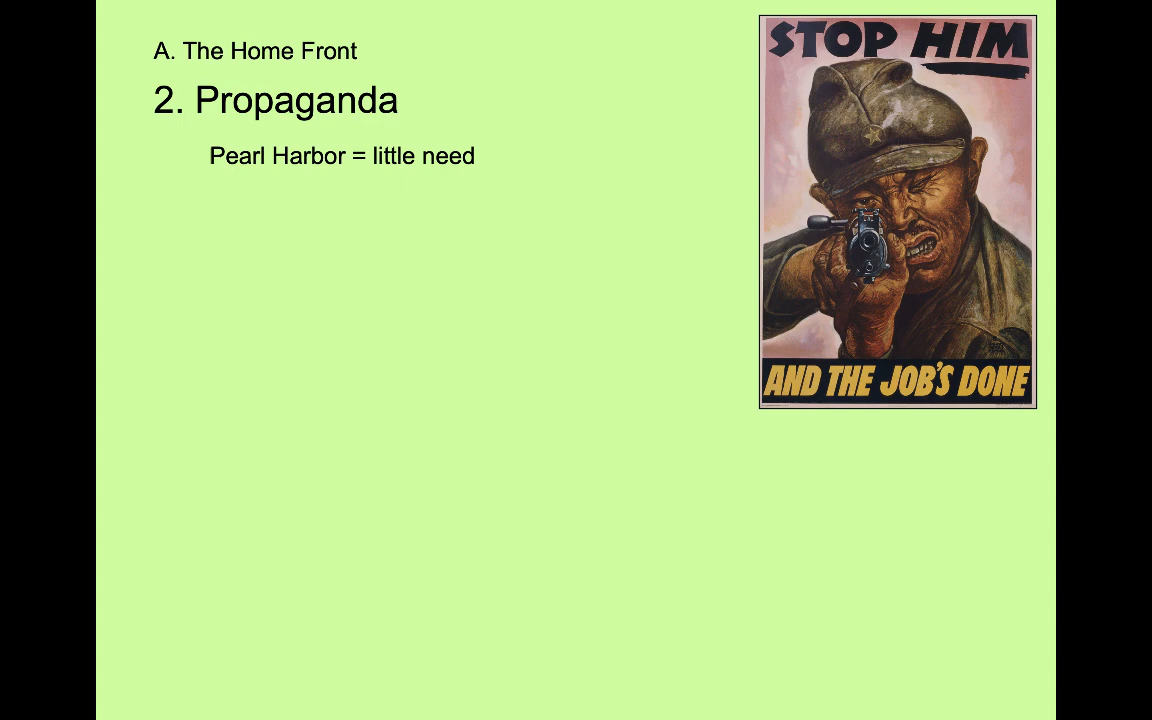 A. The Home Front
2. Propaganda
Pearl Harbor = little need
STOP HIM
AND THE JOB'S DONE